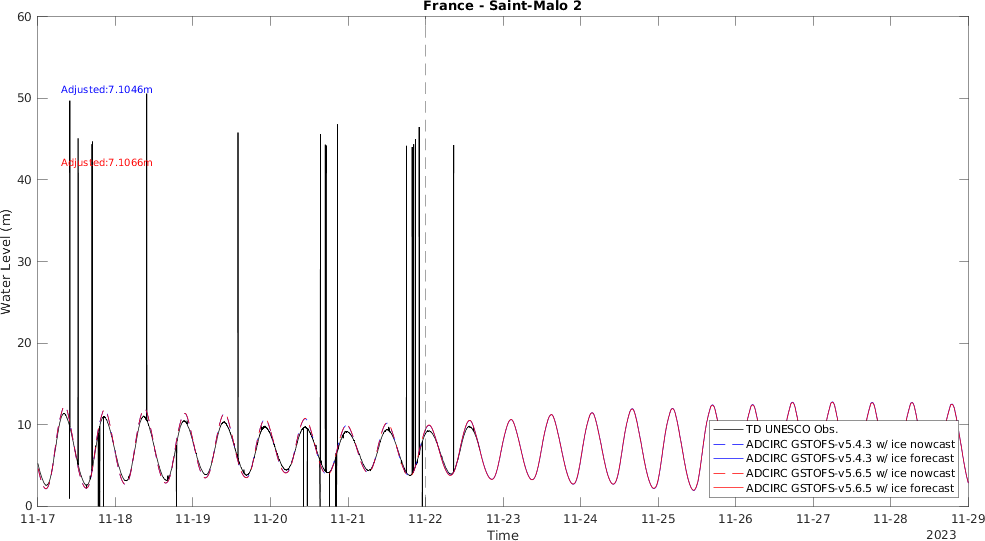 France - Saint-Malo 2
60
50
40
30
20
10
0
Water Level (m)
Adjusted:7.1046m
Adjusted:7.1066m
TD UNESCO Obs.
ADCIRC GSTOFS-v5.4.3 w/ ice nowcast
ADCIRC GSTOFS-v5.4.3 w/ ice forecast
ADCIRC GSTOFS-v5.6.5 w/ ice nowcast
ADCIRC GSTOFS-v5.6.5 w/ ice forecast
11-17 11-18 11-19 11-20 11-21 11-22 11-23 11-24 11-25 11-26 11-27 11-28 11-29
Time
2023